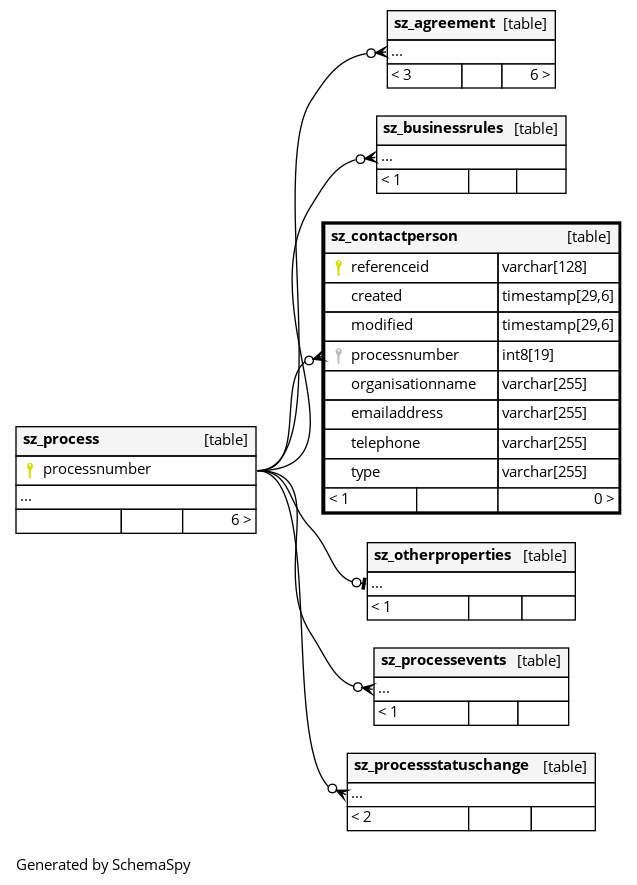 sz_agreement [table]
...
< 3 6 >
sz_businessrules [table]
...
< 1
sz_contactperson [table]
referenceid varchar[128]
created timestamp[29,6]
modified timestamp[29,6]
processnumber int8[19]
organisationname varchar[255]
emailaddress varchar[255]
telephone varchar[255]
type varchar[255]
< 1 0 >
sz_process [table]
processnumber
...
6 >
sz_otherproperties [table]
...
< 1
sz_processevents [table]
...
< 1
sz_processstatuschange [table]
...
< 2
Generated by SchemaSpy